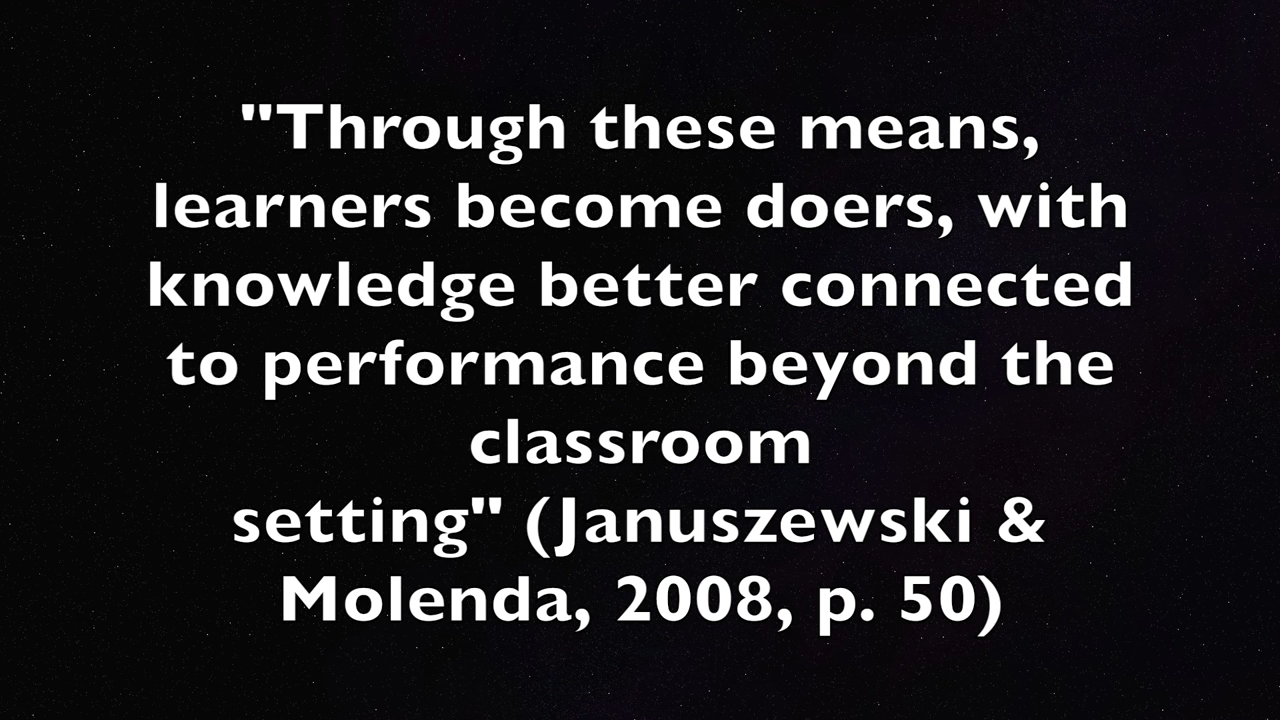 "Through these means,
learners become doers, with
knowledge better connected
to performance beyond the
classroom
setting" (Januszewski &
Molenda, 2008, p. 50)